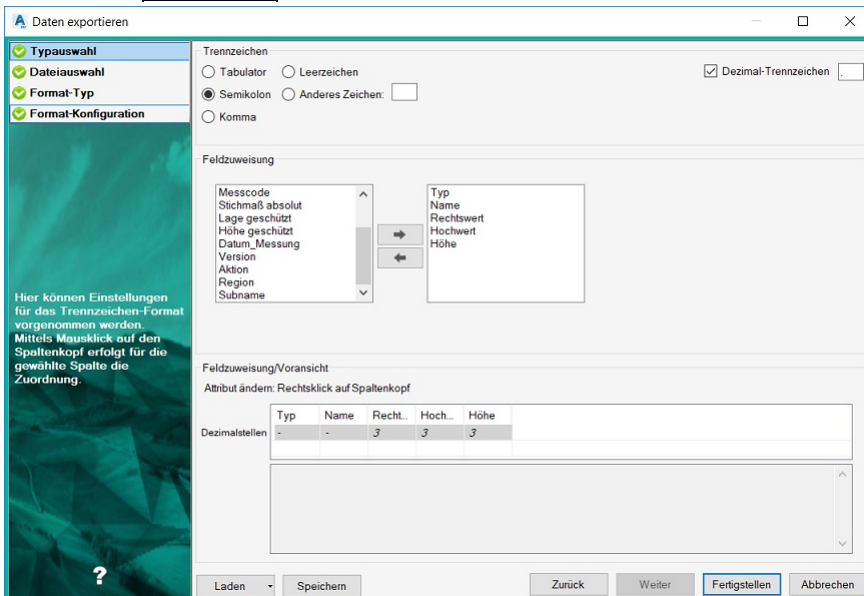 Daten exportieren
Typauswahl
Dateiauswahl
Format-Typ
Format-Konfiguration
Hier können Einstellungen
für das Trennzeichen-Format
vorgenommen werden.
Mittels Mausklick auf den
Spaltenkopf erfolgt für die
gewählte Spalte die
Zuordnung.
?
Trennzeichen
Tabulator
Leerzeichen
Dezimal-Trennzeichen .
Semikolon
Anderes Zeichen:
Komma
Feldzuweisung
Messcode
Stichmaß absolut
Lage geschützt
Höhe geschützt
Datum_Messung
Version
Aktion
Region
Subname
Typ
Name
Rechtswert
Hochwert
Höhe
Feldzuweisung/Voransicht
Attribut ändern: Rechtsklick auf Spaltenkopf
Typ Name Recht... Hoch... Höhe
Dezimalstellen - - 3 3 3
Laden
Speichern
Zurück
Weiter
Fertigstellen
Abbrechen